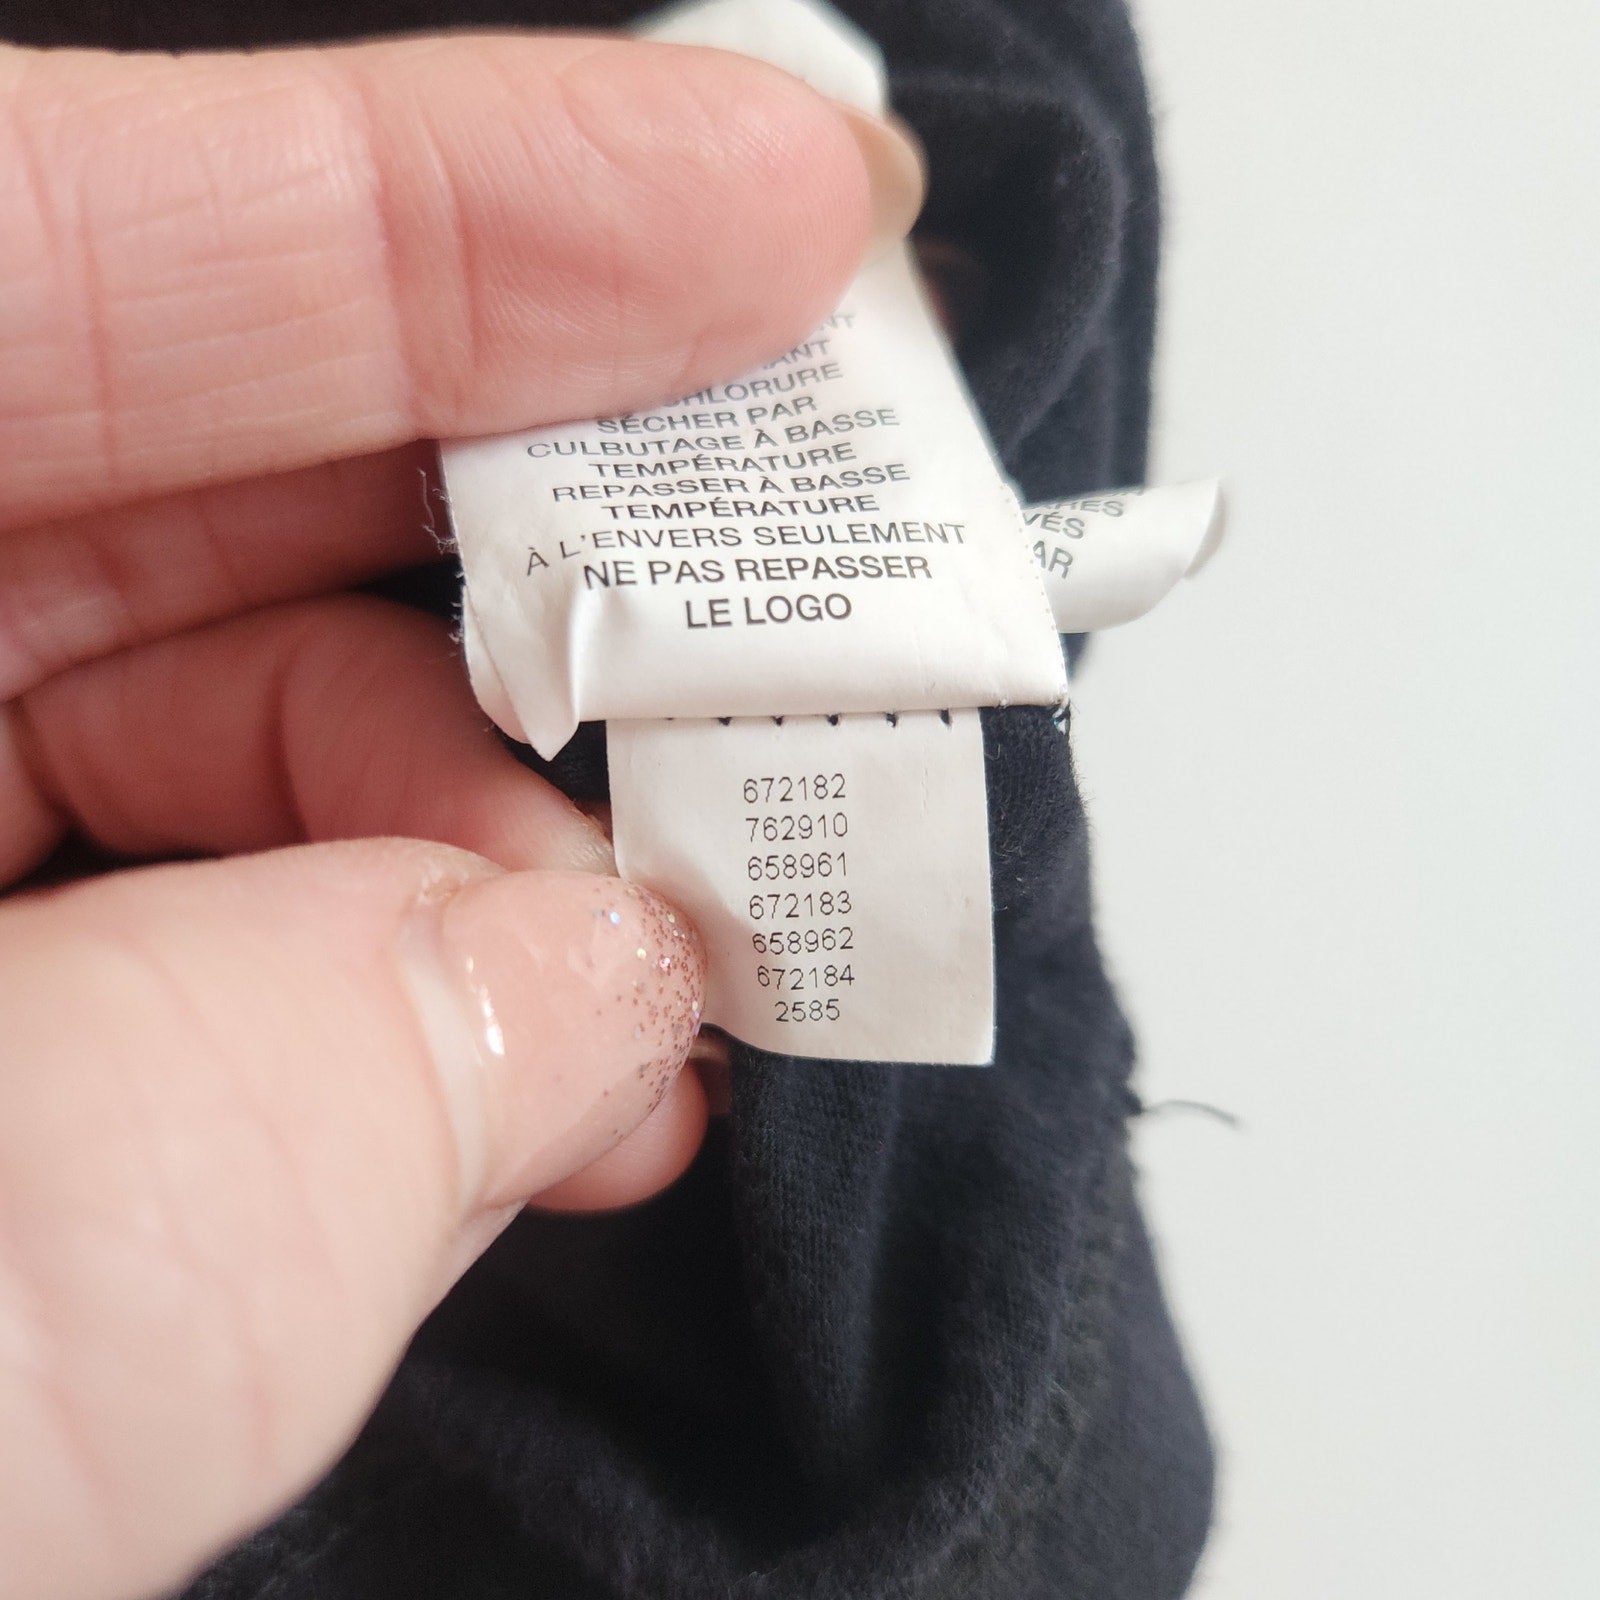 SÉCHER PAR
CULBUTAGE À BASSE
TEMPÉRATURE
REPASSER À BASSE
TEMPÉRATURE
À L'ENVERS SEULEMENT
NE PAS REPASSER
LE LOGO
672182
762910
658961
672183
658962
672184
2585